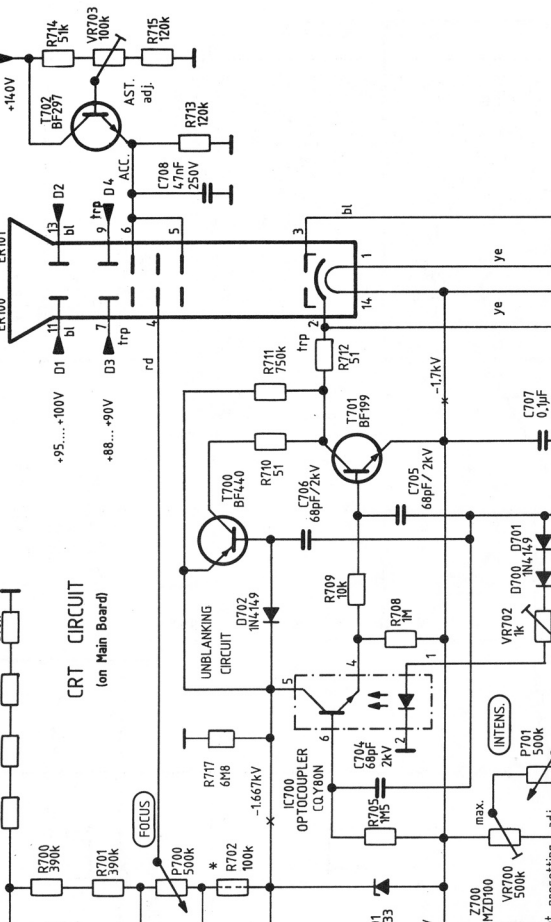 +140V
R714
51k
VR703
100k
R715
120k
T702
BF297
AST.
adj.
R713
120k
ACC.
C708
47nF
250V
D2
13
bl
D4
9
trp
6
5
3
bl
11
bl
D1
7
trp
D3
4
rd
2
trp
1
14
ye
ye
+95....+100V
+88... +90V
R711
750k
R712
51
T701
BF199
-1.7kV
C707
0,1µF
T700
BF440
R710
51
C706
68pF/2kV
C705
68pF/ 2kV
CRT CIRCUIT
(on Main Board)
UNBLANKING
CIRCUIT
D702
1N4149
R709
10k
R708
1M
D701
D700
1N4149
VR702
1k
5
4
1
6
2
R717
6M8
-1.667kV
IC700
OPTOCOUPLER
CQY80N
C704
68pF
2kV
R705
1M5
INTENS.
P701
500k
max.
FOCUS
R700
390k
R701
390k
P700
500k
*
R702
100k
Z700
MZD100
VR700
500k